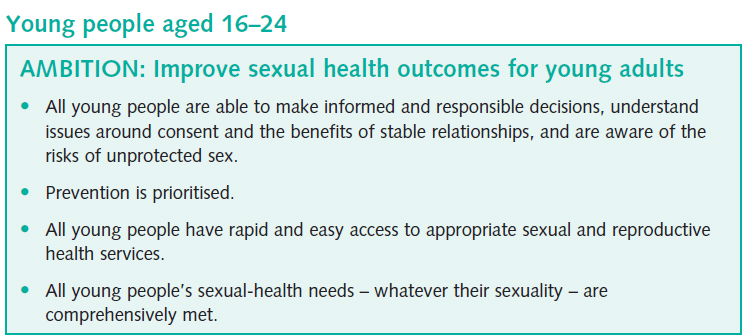 Young people aged 16–24
AMBITION: Improve sexual health outcomes for young adults
• All young people are able to make informed and responsible decisions, understand
issues around consent and the benefits of stable relationships, and are aware of the
risks of unprotected sex.
• Prevention is prioritised.
• All young people have rapid and easy access to appropriate sexual and reproductive
health services.
• All young people’s sexual-health needs – whatever their sexuality – are
comprehensively met.